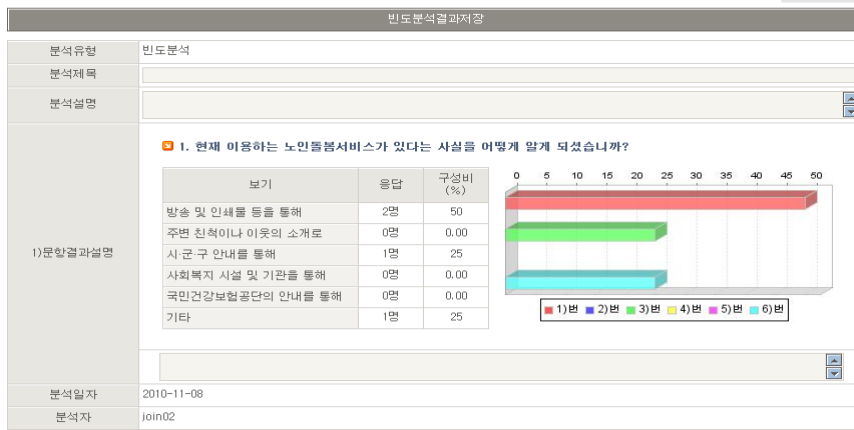 빈도분석결과저장
분석유형 빈도분석
분석제목
분석설명
1. 현재 이용하는 노인돌봄서비스가 있다는 사실을 어떻게 알게 되셨습니까?
보기 응답 구성비 (%)
방송 및 인쇄물 등을 통해 2명 50
주변 친척이나 이웃의 소개로 0명 0.00
시·군·구 안내를 통해 1명 25
사회복지 시설 및 기관을 통해 0명 0.00
국민건강보험공단의 안내를 통해 0명 0.00
기타 1명 25
0 5 10 15 20 25 30 35 40 45 50
1)번 2)번 3)번 4)번 5)번 6)번
1)문항결과설명
분석일자 2010-11-08
분석자 join02